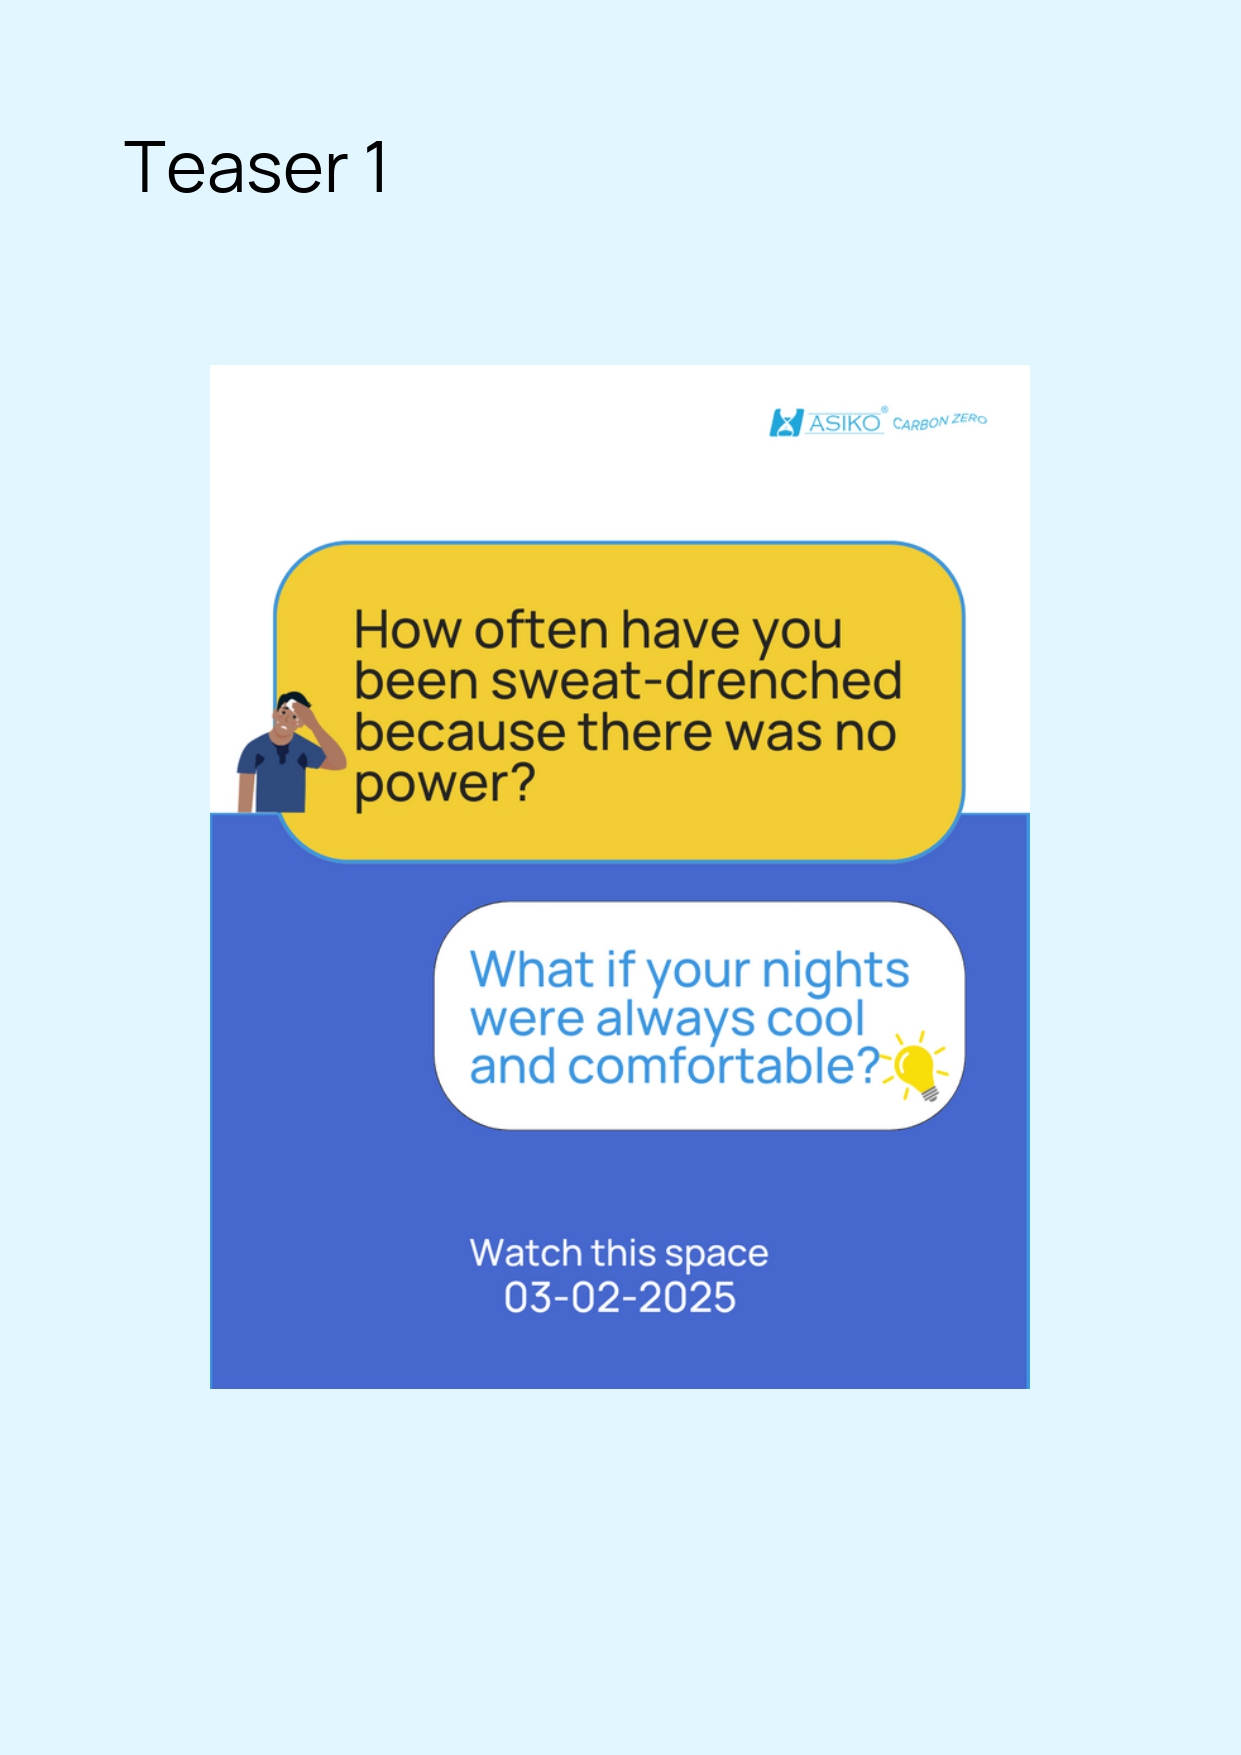 Teaser 1
ASIKO® CARBON ZERO
How often have you
been sweat-drenched
because there was no
power?
What if your nights
were always cool
and comfortable?
Watch this space
03-02-2025